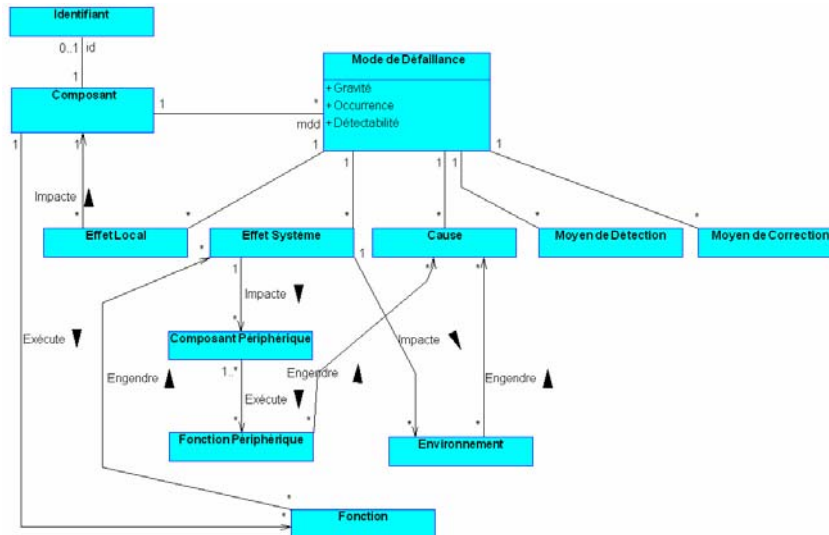 Identifiant
0..1 id
1
Composant
1
*
mdd
Mode de Défaillance
+ Gravité
+ Occurrence
+ Détectabilité
1
1
1
1
1
1
1
Impacte
*
*
*
*
*
*
Effet Local
Effet Système
Cause
Moyen de Détection
Moyen de Correction
*
1
1
*
*
Impacte
*
Composant Périphérique
Exécute
1..*
Engendre
Engendre
Impacte
Engendre
Exécute
*
*
*
*
Fonction Périphérique
Environnement
*
*
Fonction